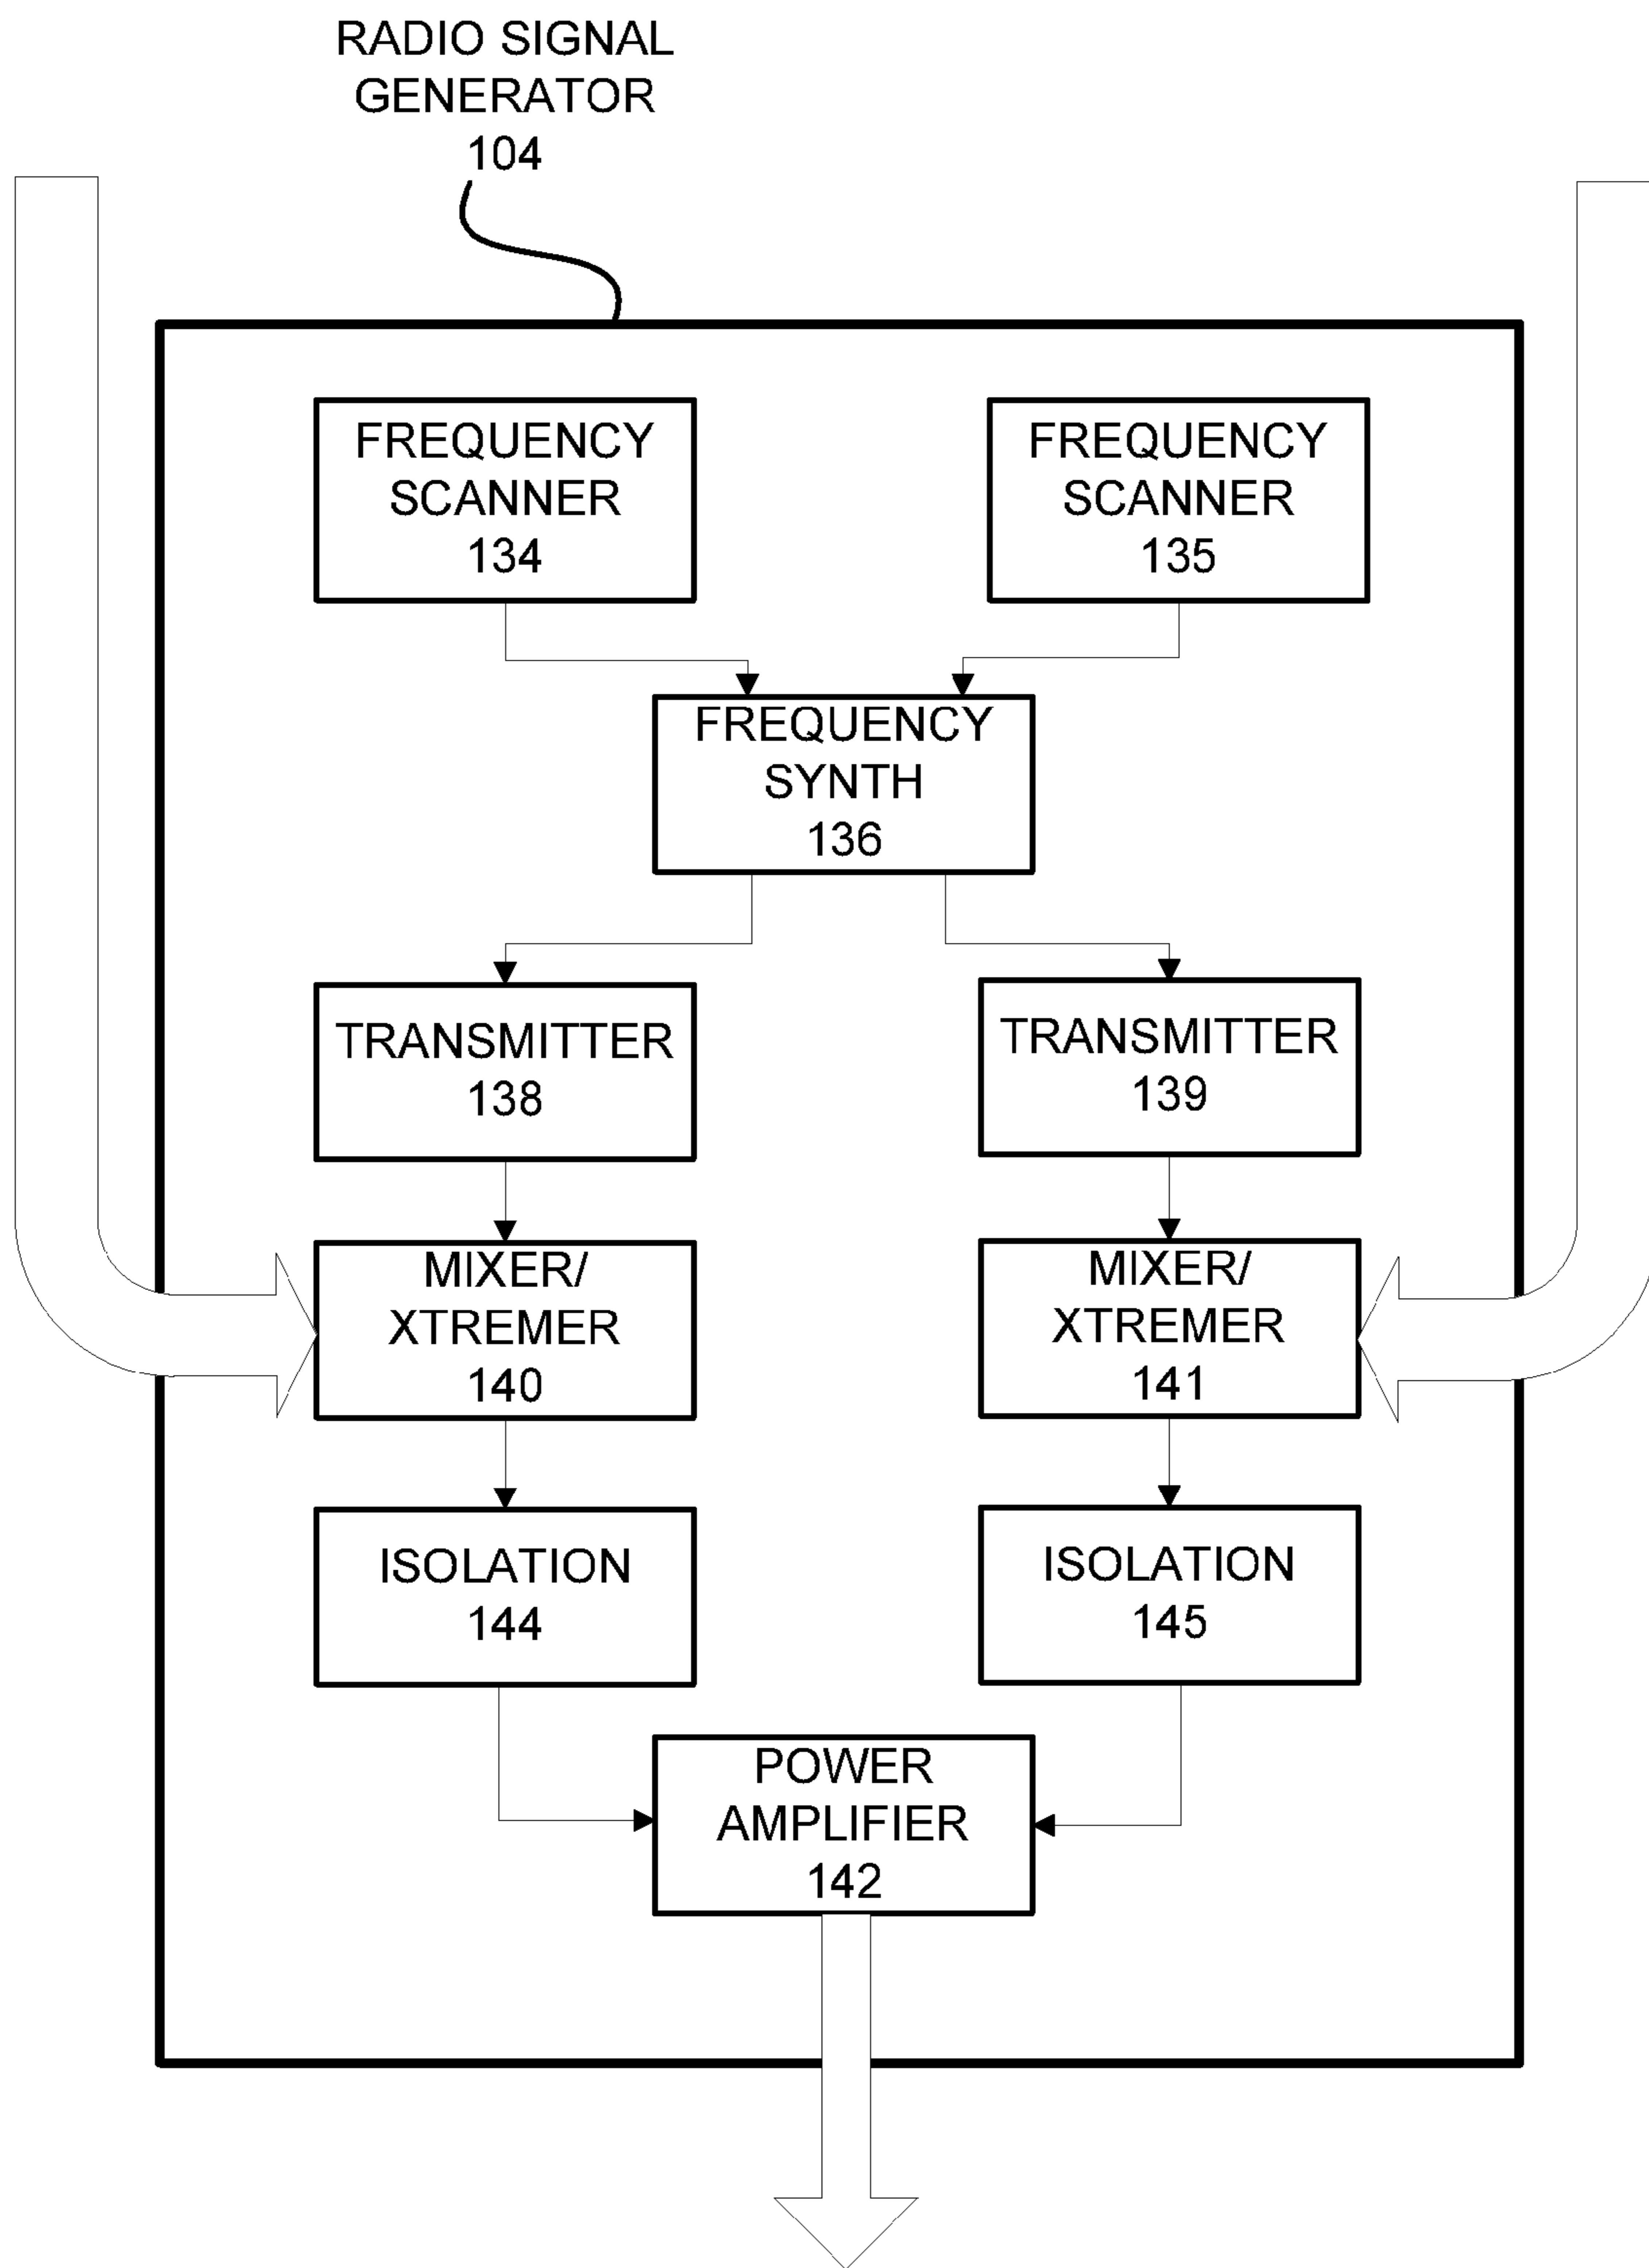 RADIO SIGNAL
GENERATOR
104
FREQUENCY
SCANNER
134
FREQUENCY
SCANNER
135
FREQUENCY
SYNTH
136
TRANSMITTER
138
TRANSMITTER
139
MIXER/
XTREMER
140
MIXER/
XTREMER
141
ISOLATION
144
ISOLATION
145
POWER
AMPLIFIER
142